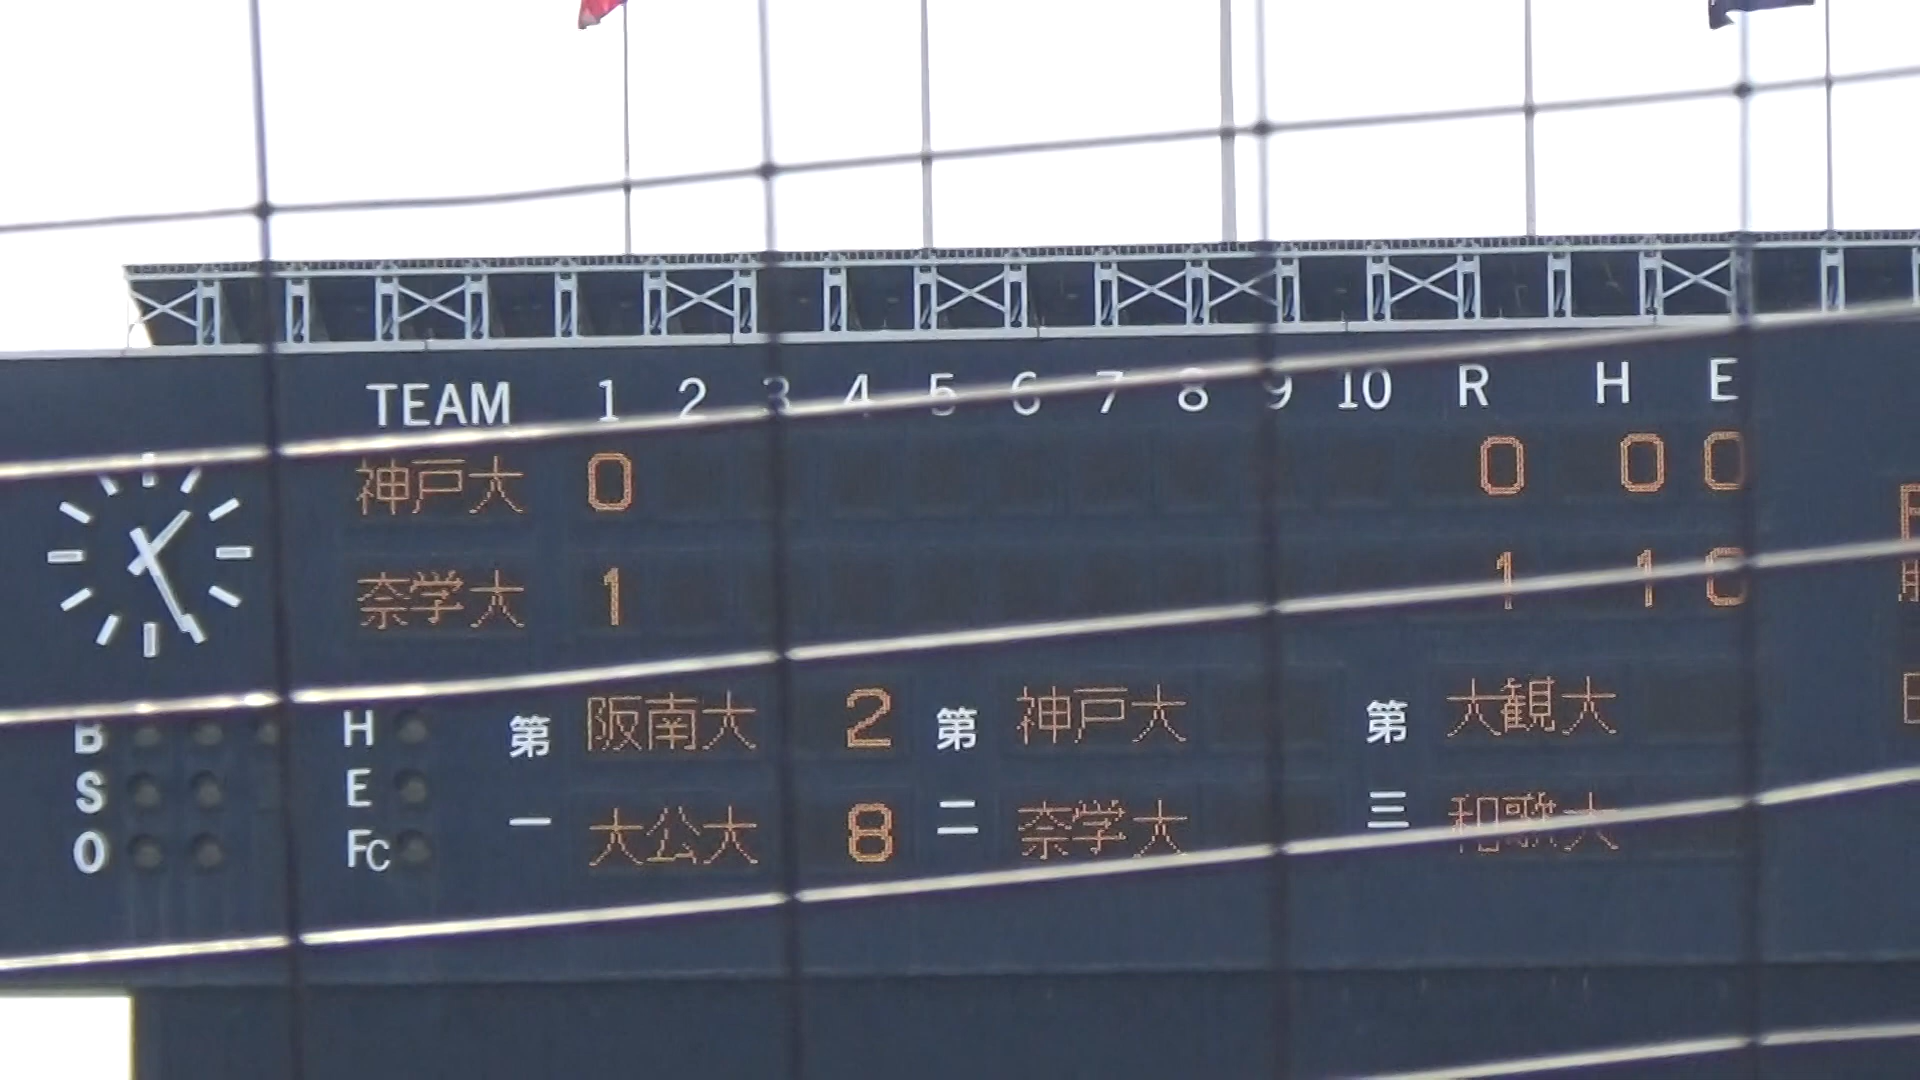 TEAM 1 2 3 4 5 6 7 8 9 10 R H E
神戸大 0 0 0 0
奈学大 1 1 1 0
B H 第一 阪南大 2 第二 神戸大 第三 大観大
S E
O FC 大公大 8 奈学大 和歌大